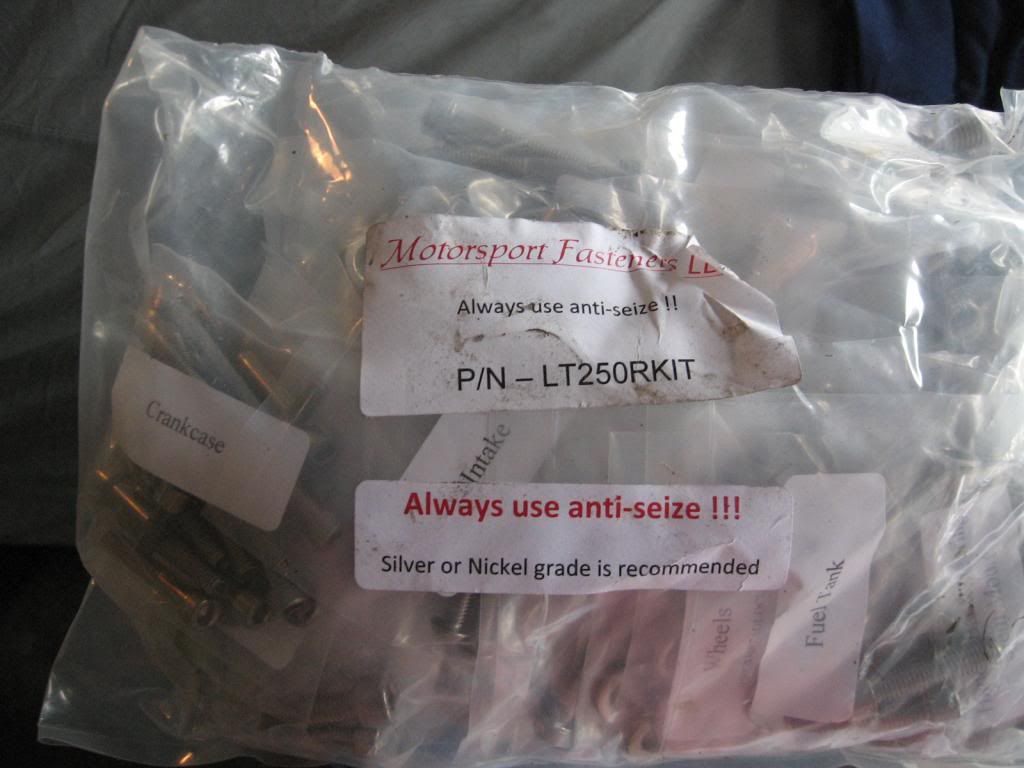 Motorsport Fasteners
Always use anti-seize !!
P/N – LT250RKIT
Crankcase
Intake
Always use anti-seize !!!
Silver or Nickel grade is recommended
Wheels
Fuel Tank